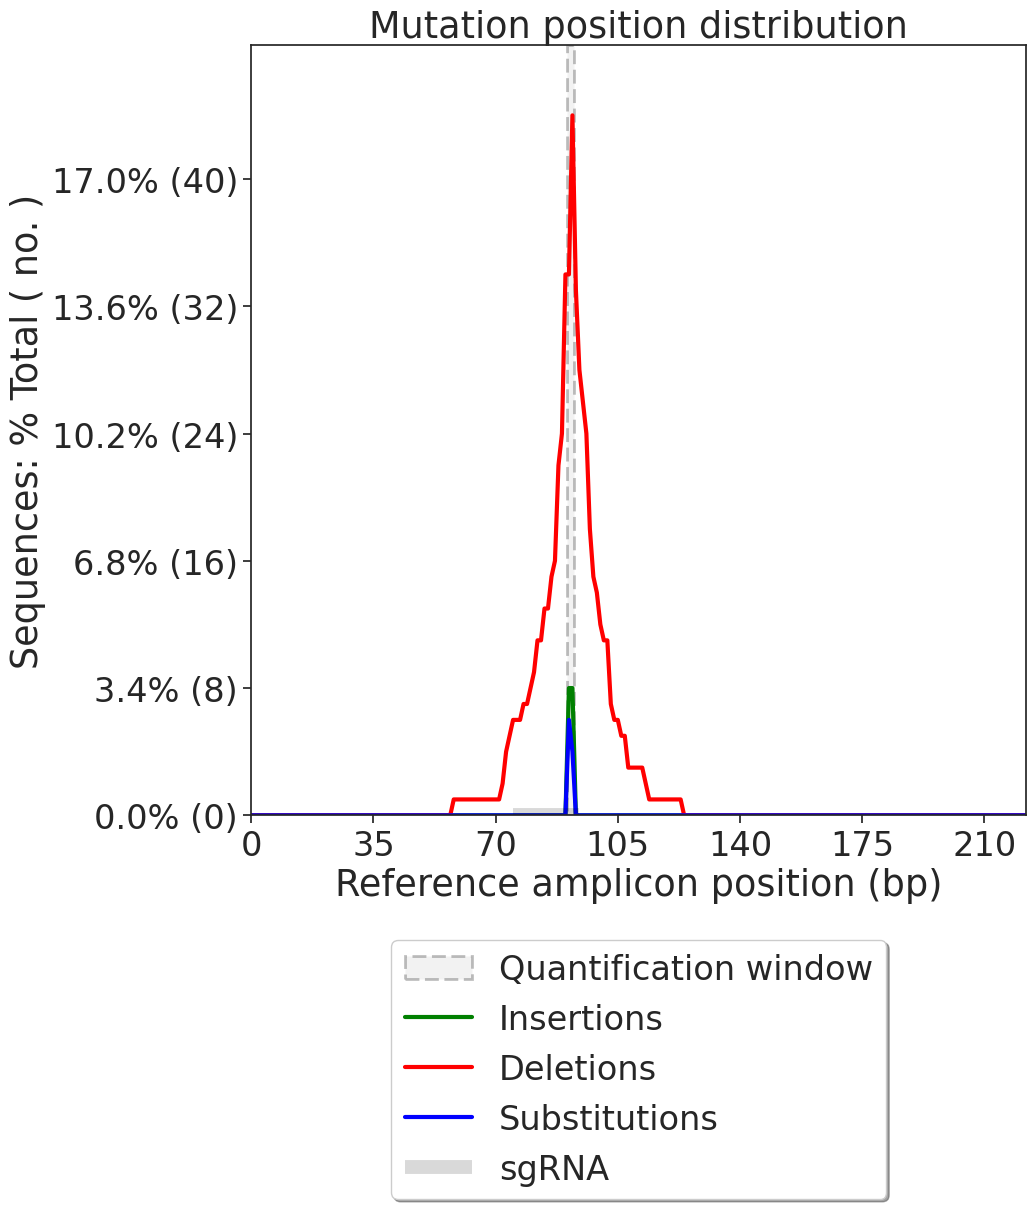 Mutation position distribution
Sequences: % Total ( no. )
17.0% (40)
13.6% (32)
10.2% (24)
6.8% (16)
3.4% (8)
0.0% (0)
0 35 70 105 140 175 210
Reference amplicon position (bp)
Quantification window
Insertions
Deletions
Substitutions
sgRNA